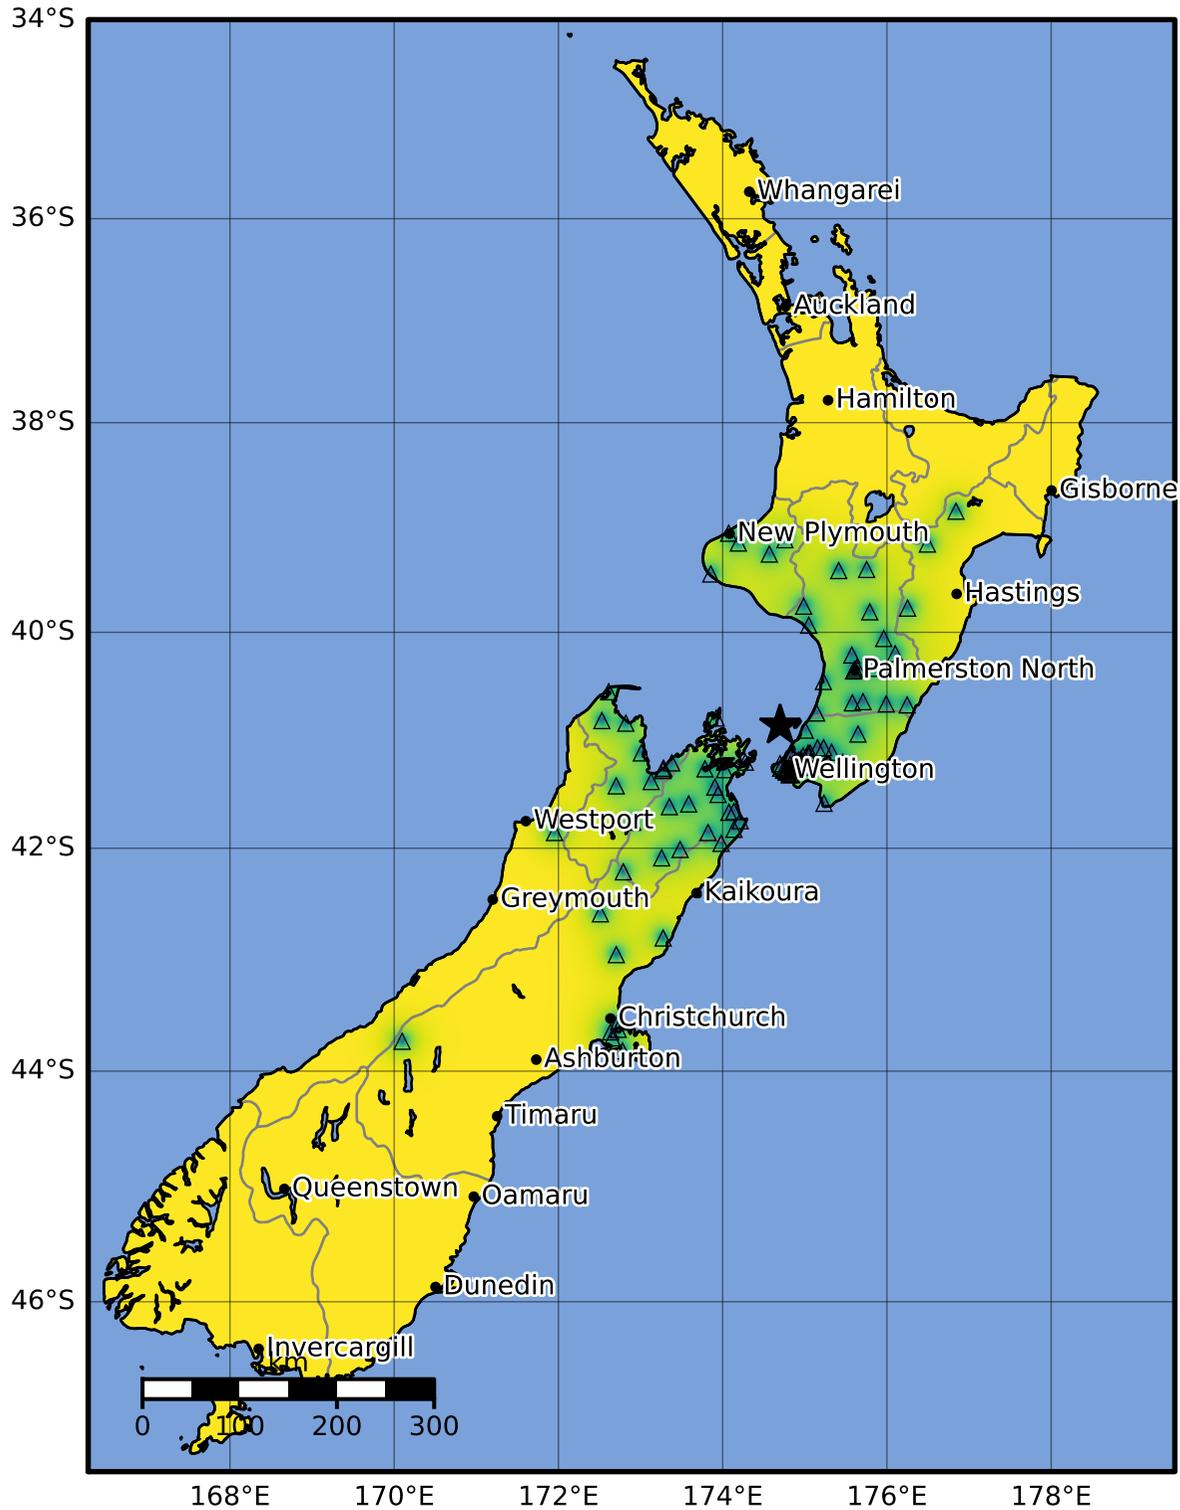 34°S
Whangarei
36°S
Auckland
Hamilton
38°S
Gisborne
New Plymouth
Hastings
40°S
Palmerston North
Wellington
Westport
42°S
Kaikoura
Greymouth
Christchurch
Ashburton
44°S
Timaru
Queenstown
Oamaru
Dunedin
46°S
Invercargill
km
0 100 200 300
168°E 170°E 172°E 174°E 176°E 178°E